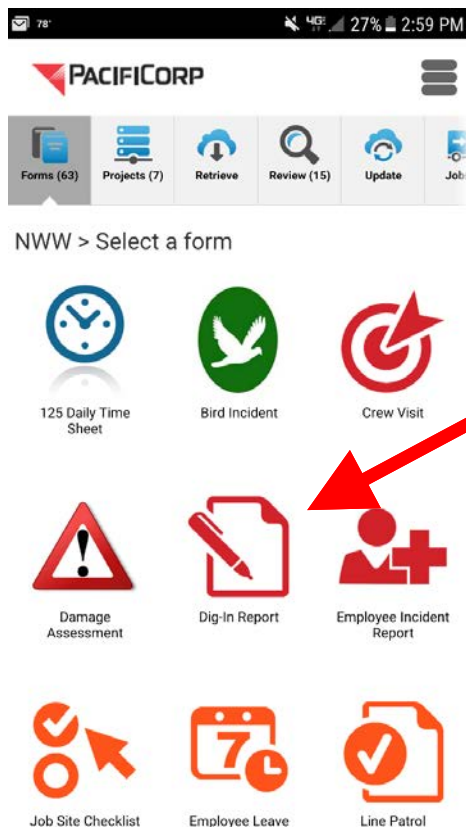 78°
4G 27% 2:59 PM
PACIFICORP
Forms (63) Projects (7) Retrieve Review (15) Update Job
NWW > Select a form
125 Daily Time
Sheet
Bird Incident
Crew Visit
Damage
Assessment
Dig-In Report
Employee Incident
Report
7
Job Site Checklist
Employee Leave
Line Patrol